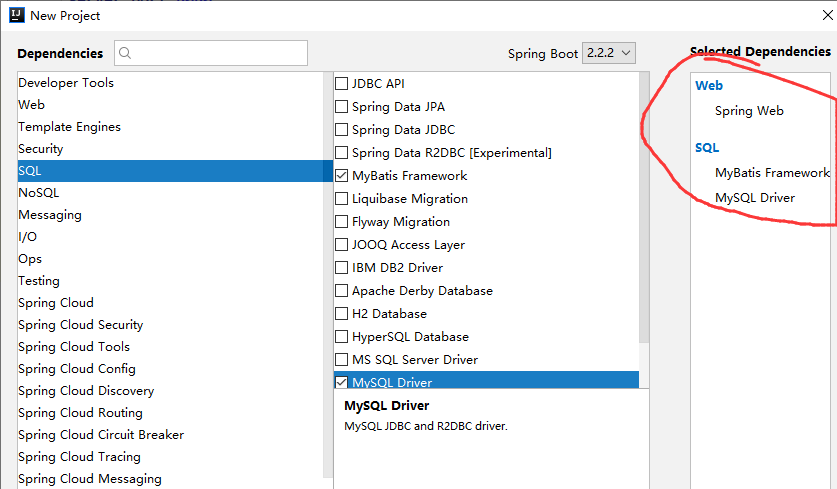 New Project
Dependencies
Spring Boot 2.2.2
Selected Dependencies
Developer Tools
Web
Template Engines
Security
SQL
NoSQL
Messaging
I/O
Ops
Testing
Spring Cloud
Spring Cloud Security
Spring Cloud Tools
Spring Cloud Config
Spring Cloud Discovery
Spring Cloud Routing
Spring Cloud Circuit Breaker
Spring Cloud Tracing
Spring Cloud Messaging
JDBC API
Spring Data JPA
Spring Data JDBC
Spring Data R2DBC [Experimental]
MyBatis Framework
Liquibase Migration
Flyway Migration
JOOQ Access Layer
IBM DB2 Driver
Apache Derby Database
H2 Database
HyperSQL Database
MS SQL Server Driver
MySQL Driver
MySQL Driver
MySQL JDBC and R2DBC driver.
Web
Spring Web
SQL
MyBatis Framework
MySQL Driver